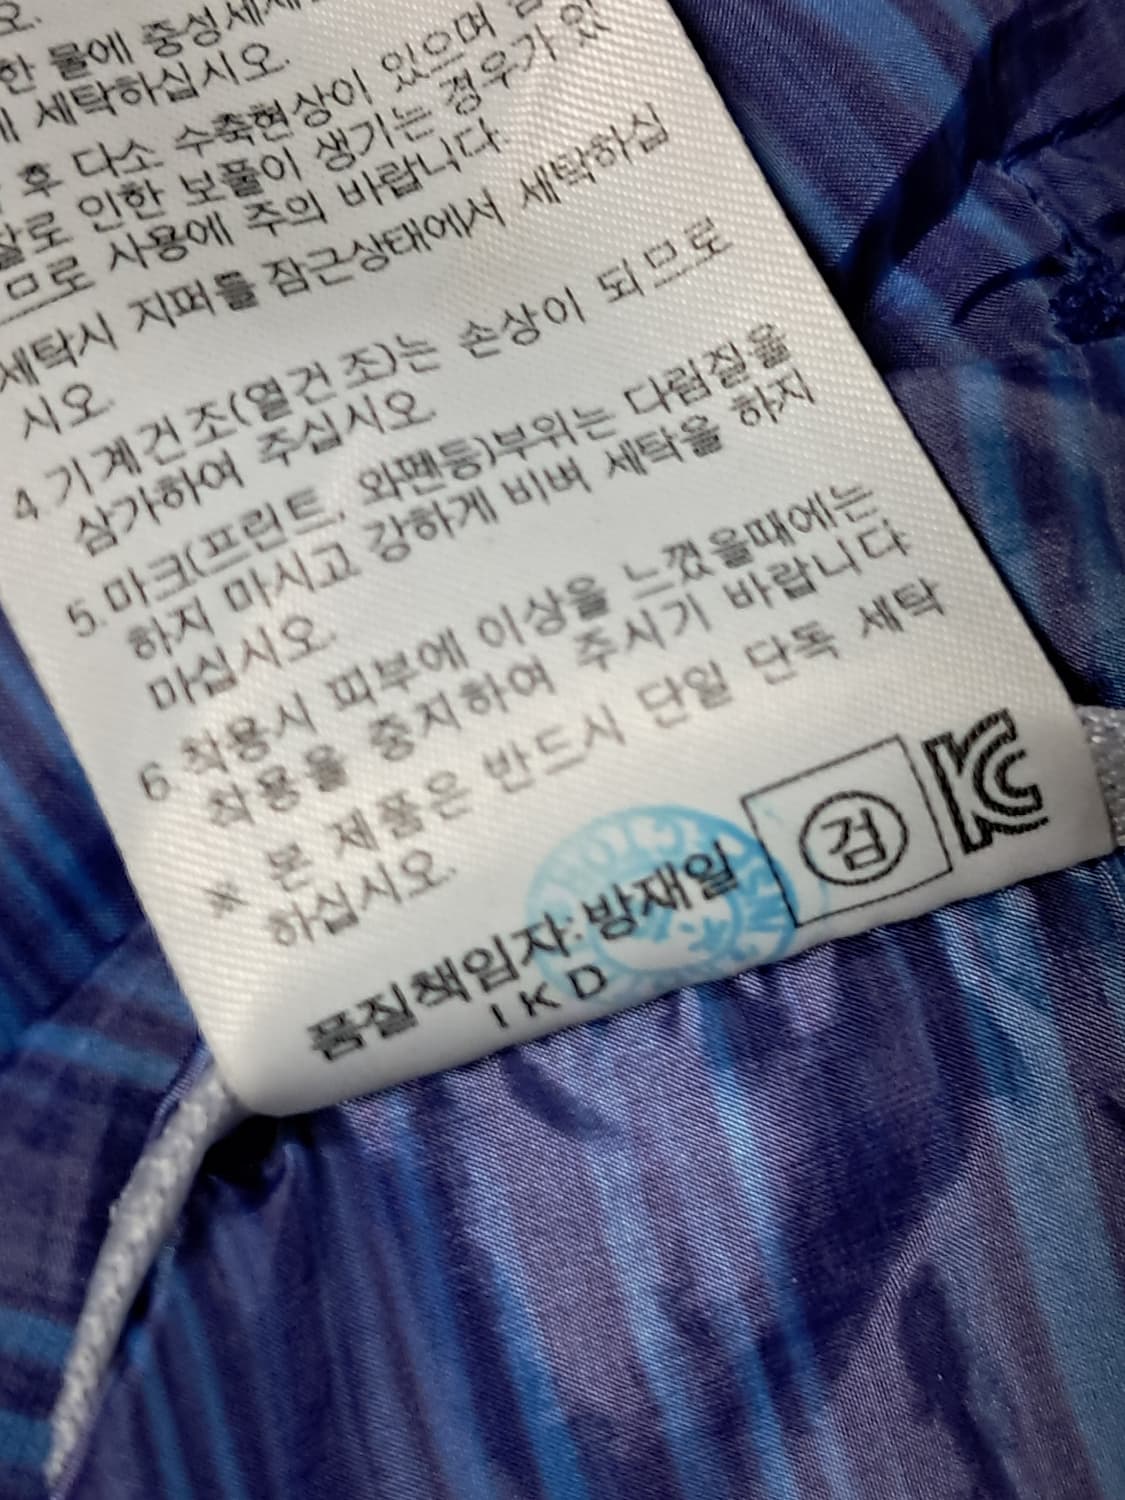 오.
한 물에 중성세제
세탁하십시오.
후 다소 수축현상이 있으며
찰로 인한 보풀이 생기는 경우가 있
므로 사용에 주의 바랍니다.
세탁시 지퍼를 잠근상태에서 세탁하십
시오.
4.기계건조(열건조)는 손상이 되므로
삼가하여 주십시오.
5.마크(프린트, 와펜등)부위는 다림질을
하지 마시고 강하게 비벼 세탁을 하지
마십시오.
6.착용시 피부에 이상을 느꼈을때에는
착용을 중지하여 주시기 바랍니다.
※ 본 제품은 반드시 단일 단독 세탁
하십시오.
품질책임자:방재일 검 KC
IKD